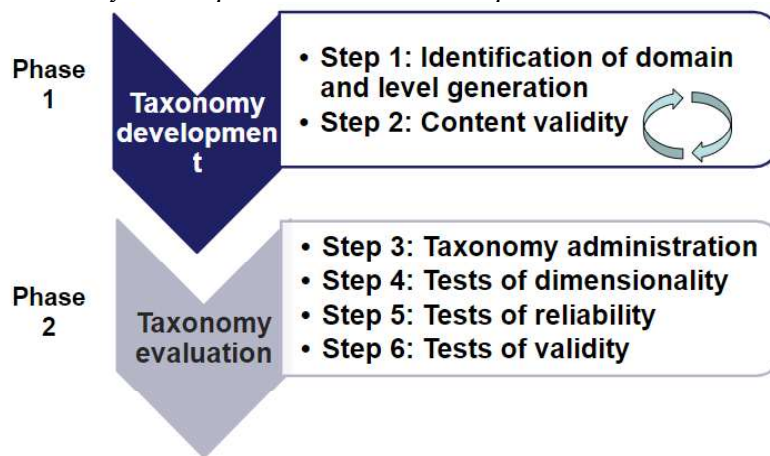 Phase
1
Taxonomy
developmen
t
• Step 1: Identification of domain
and level generation
• Step 2: Content validity
Phase
2
Taxonomy
evaluation
• Step 3: Taxonomy administration
• Step 4: Tests of dimensionality
• Step 5: Tests of reliability
• Step 6: Tests of validity